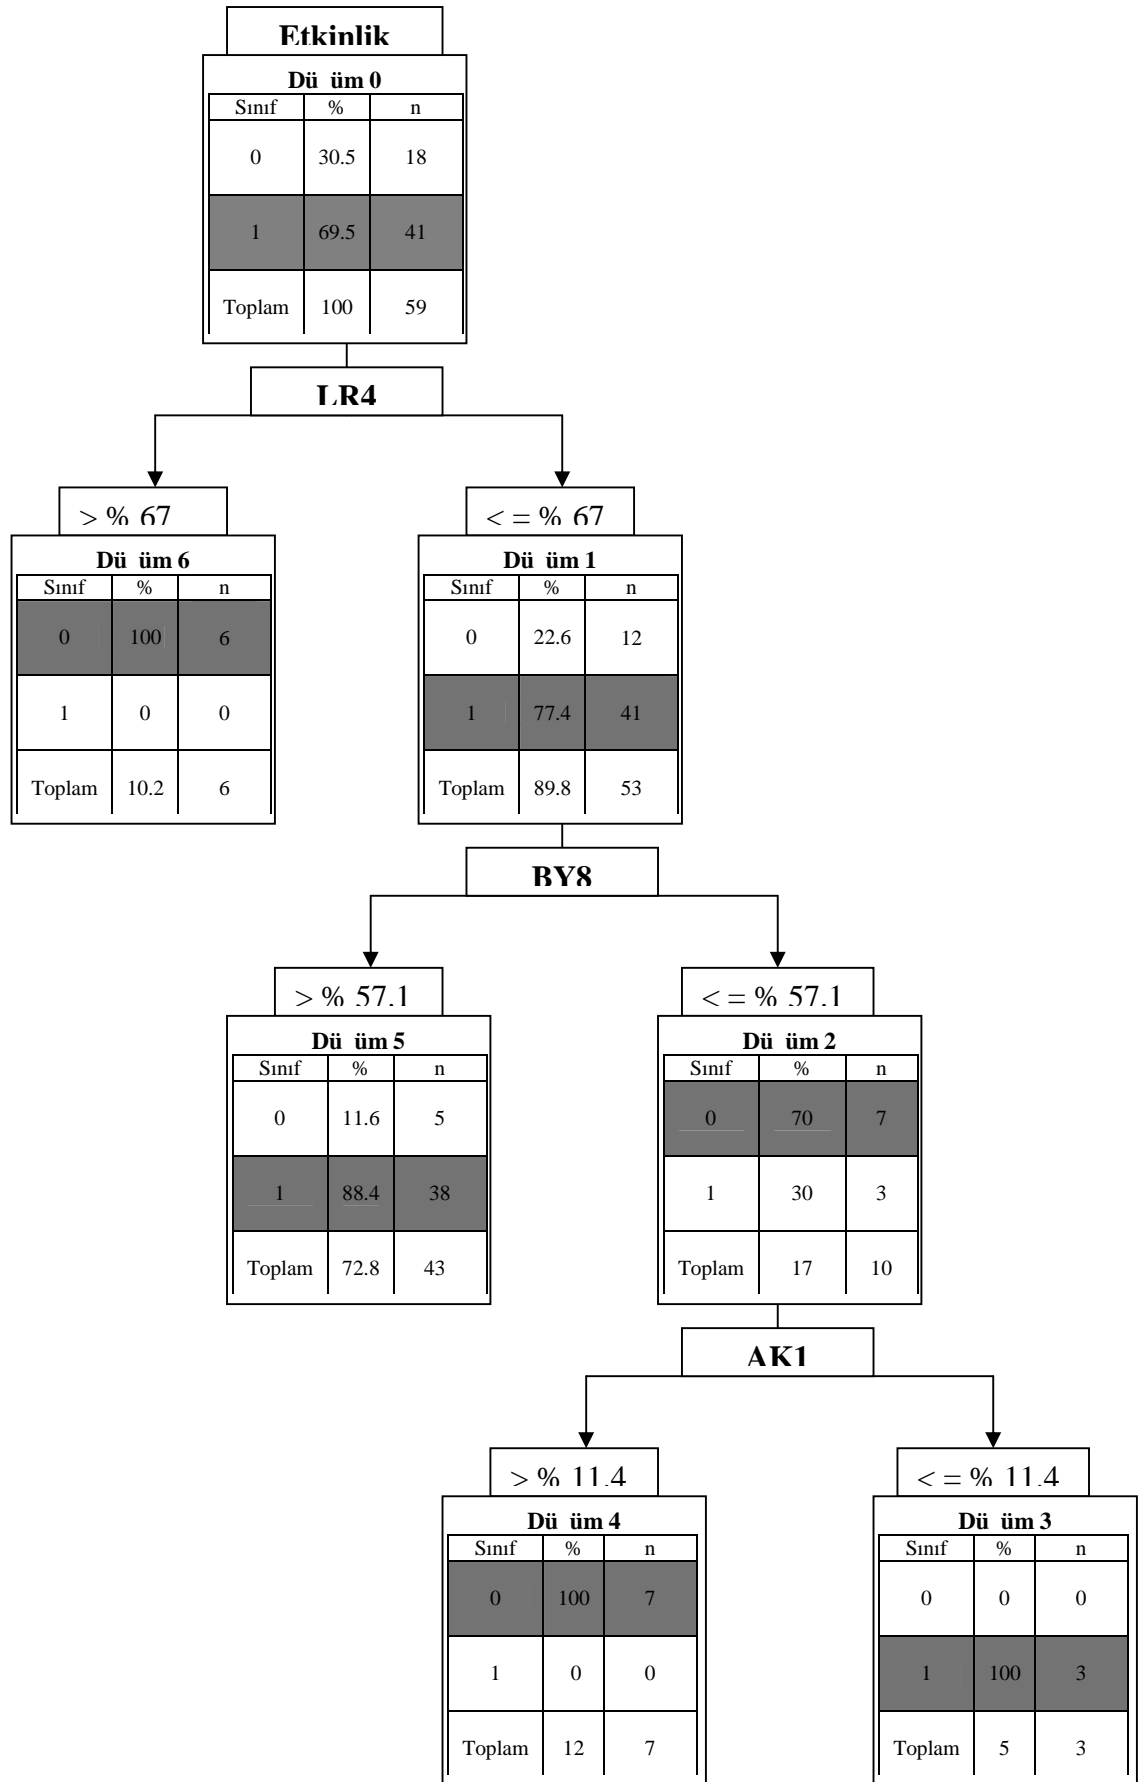 Etkinlik
Dü üm 0
Sınıf % n
0 30.5 18
1 69.5 41
Toplam 100 59
LR4
> % 67
< = % 67
Dü üm 6
Sınıf % n
0 100 6
1 0 0
Toplam 10.2 6
Dü üm 1
Sınıf % n
0 22.6 12
1 77.4 41
Toplam 89.8 53
BY8
> % 57.1
< = % 57.1
Dü üm 5
Sınıf % n
0 11.6 5
1 88.4 38
Toplam 72.8 43
Dü üm 2
Sınıf % n
0 70 7
1 30 3
Toplam 17 10
AK1
> % 11.4
< = % 11.4
Dü üm 4
Sınıf % n
0 100 7
1 0 0
Toplam 12 7
Dü üm 3
Sınıf % n
0 0 0
1 100 3
Toplam 5 3